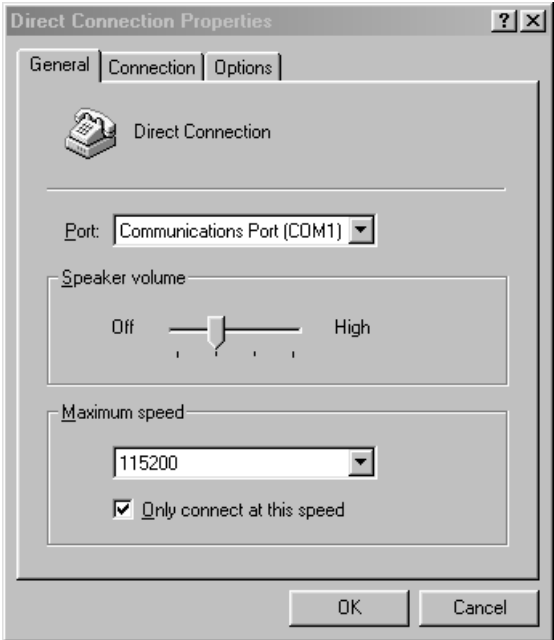 Direct Connection Properties
General Connection Options
Direct Connection
Port: Communications Port (COM1)
Speaker volume
Off High
Maximum speed
115200
Only connect at this speed
OK Cancel